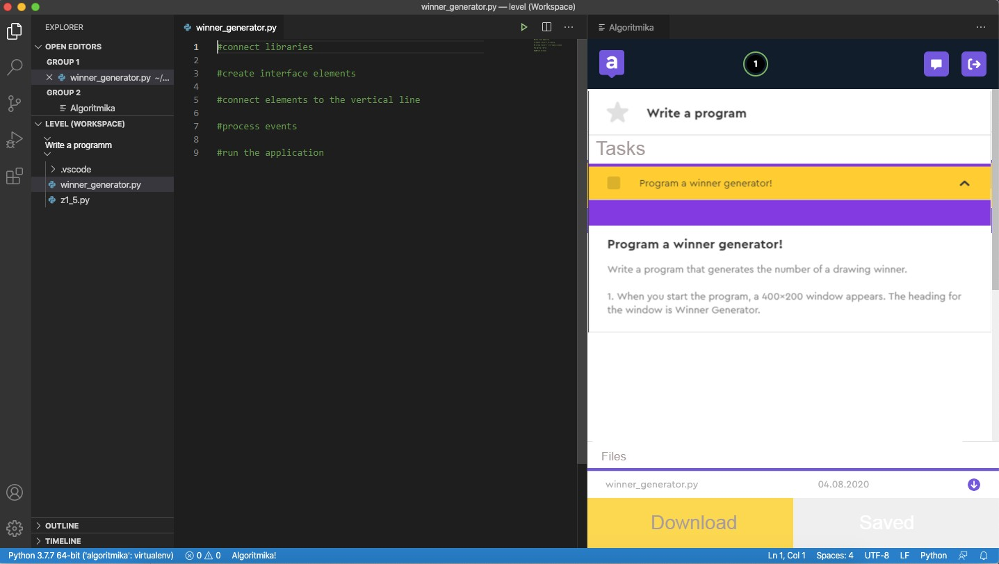 winner_generator.py — level (Workspace)
EXPLORER
OPEN EDITORS
GROUP 1
winner_generator.py ~/...
GROUP 2
Algoritmika
LEVEL (WORKSPACE)
Write a programm
.vscode
winner_generator.py
z1_5.py
OUTLINE
TIMELINE
winner_generator.py
1 #connect libraries
2
3 #create interface elements
4
5 #connect elements to the vertical line
6
7 #process events
8
9 #run the application
Algoritmika
a
1
Write a program
Tasks
Program a winner generator!
Program a winner generator!
Write a program that generates the number of a drawing winner.
1. When you start the program, a 400×200 window appears. The heading for
the window is Winner Generator.
Files
winner_generator.py 04.08.2020
Download Saved
Python 3.7.7 64-bit ('algoritmika': virtualenv) 0 0 Algoritmika! Ln 1, Col 1 Spaces: 4 UTF-8 LF Python